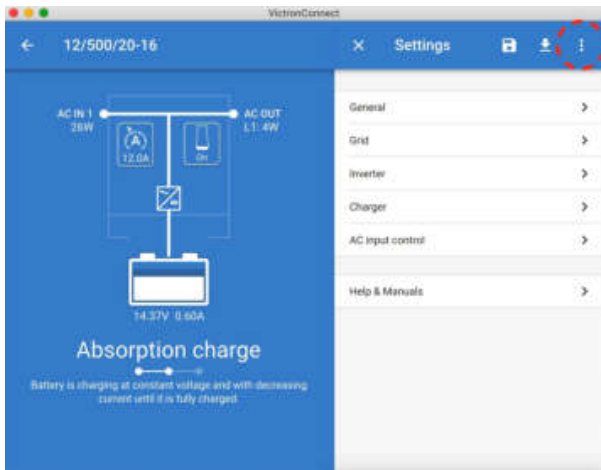 VictronConnect
12/500/20-16
Settings
AC IN 1
26W
AC OUT
L1: 4W
12.0A
On
14.37V 0.60A
Absorption charge
Battery is charging at constant voltage and with decreasing
current until it is fully charged.
General
Grid
Inverter
Charger
AC input control
Help & Manuals